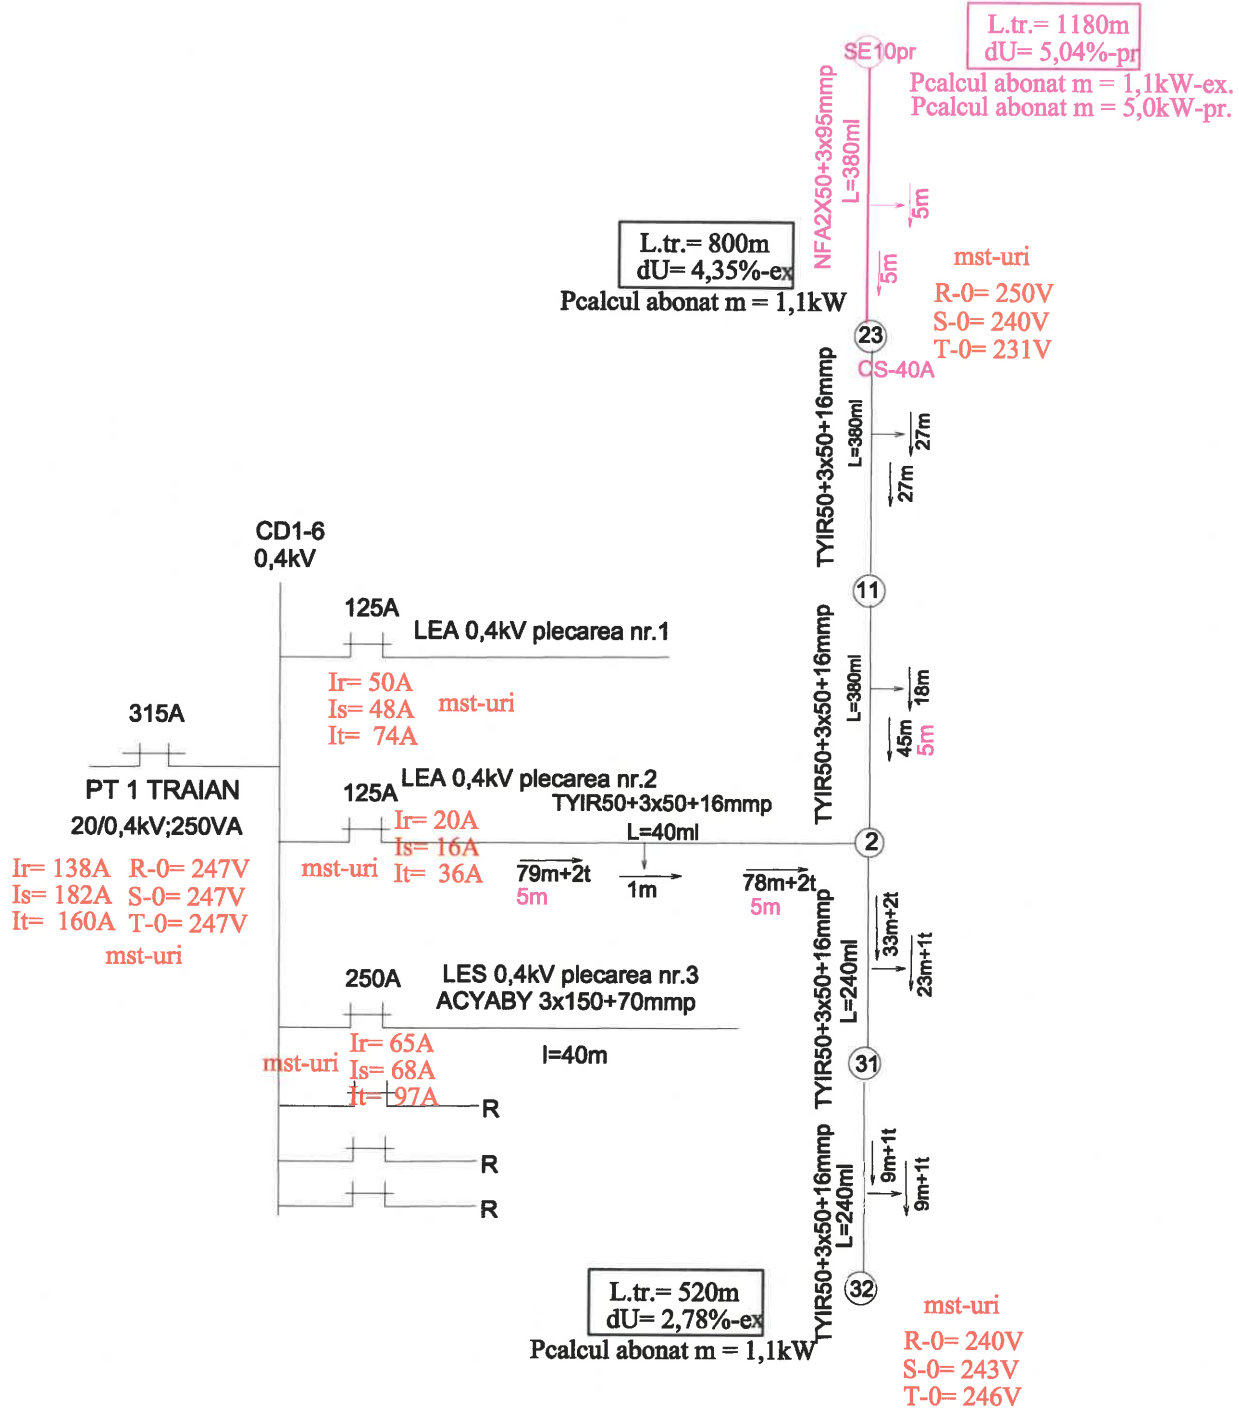 L.tr.= 1180m
dU= 5,04%-pr
SE10pr
Pcalcul abonat m = 1,1kW-ex.
Pcalcul abonat m = 5,0kW-pr.
NFA2X50+3x95mmp
L=380ml
5m
5m
L.tr.= 800m
dU= 4,35%-ex
Pcalcul abonat m = 1,1kW
mst-uri
R-0= 250V
S-0= 240V
T-0= 231V
23
CS-40A
TYIR50+3x50+16mmp
L=380ml
27m
27m
11
TYIR50+3x50+16mmp
L=380ml
18m
45m
5m
CD1-6
0,4kV
125A
LEA 0,4kV plecarea nr.1
Ir= 50A
Is= 48A
It= 74A
mst-uri
315A
PT 1 TRAIAN
20/0,4kV;250VA
Ir= 138A R-0= 247V
Is= 182A S-0= 247V
It= 160A T-0= 247V
mst-uri
125A
LEA 0,4kV plecarea nr.2
TYIR50+3x50+16mmp
L=40ml
Ir= 20A
Is= 16A
It= 36A
mst-uri
79m+2t
5m
1m
78m+2t
5m
2
TYIR50+3x50+16mmp
L=240ml
33m+2t
23m+1t
250A
LES 0,4kV plecarea nr.3
ACYABY 3x150+70mmp
l=40m
Ir= 65A
Is= 68A
It= 97A
mst-uri
R
R
R
31
TYIR50+3x50+16mmp
L=240ml
9m+1t
9m+1t
32
L.tr.= 520m
dU= 2,78%-ex
Pcalcul abonat m = 1,1kW
mst-uri
R-0= 240V
S-0= 243V
T-0= 246V